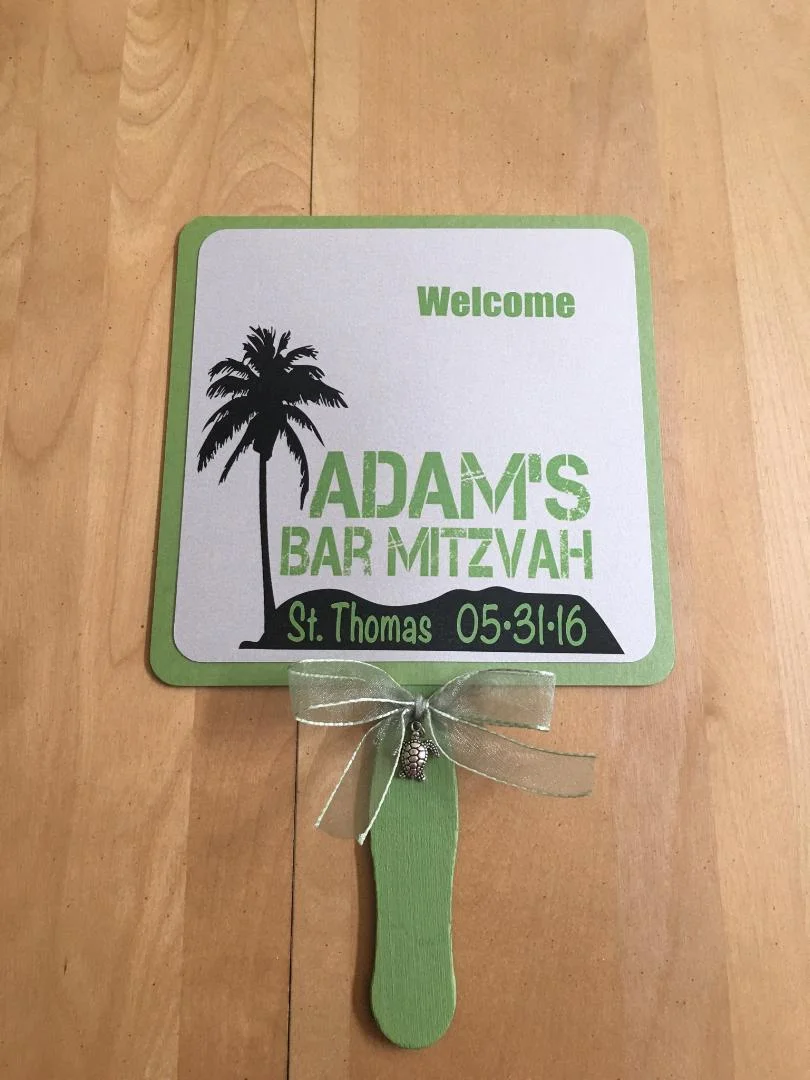 Welcome
ADAM'S
BAR MITZVAH
St. Thomas 05•31•16